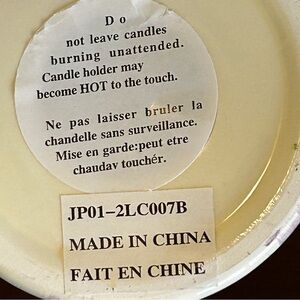 Do
not leave candles
burning unattended.
Candle holder may
become HOT to the touch.
Ne pas laisser bruler la
chandelle sans surveillance.
Mise en garde:peut etre
chaudav touchér.
JP01-2LC007B
MADE IN CHINA
FAIT EN CHINE